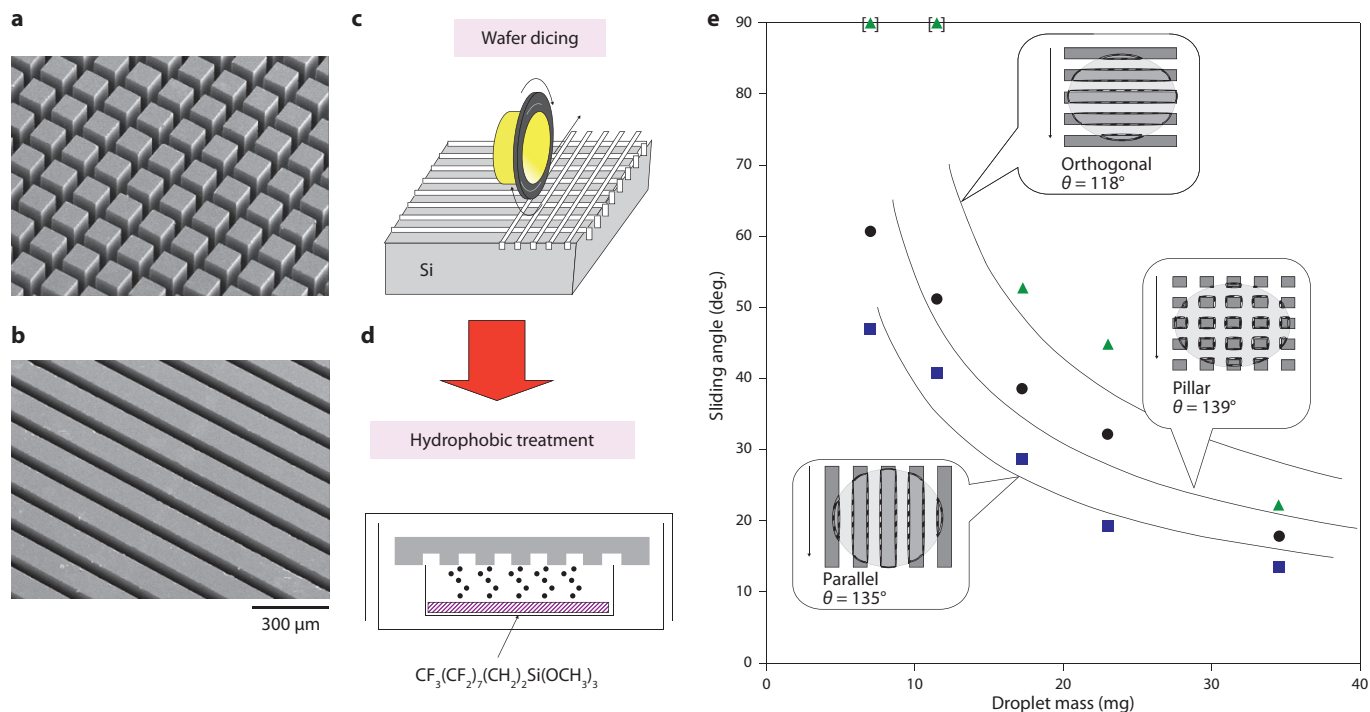 a
b
300 μm
c
Wafer dicing
Si
d
Hydrophobic treatment
CF3(CF2)7(CH2)2Si(OCH3)3
e
Sliding angle (deg.)
90
80
70
60
50
40
30
20
10
0
[ ] [ ]
Orthogonal
θ = 118°
Pillar
θ = 139°
Parallel
θ = 135°
0 10 20 30 40
Droplet mass (mg)